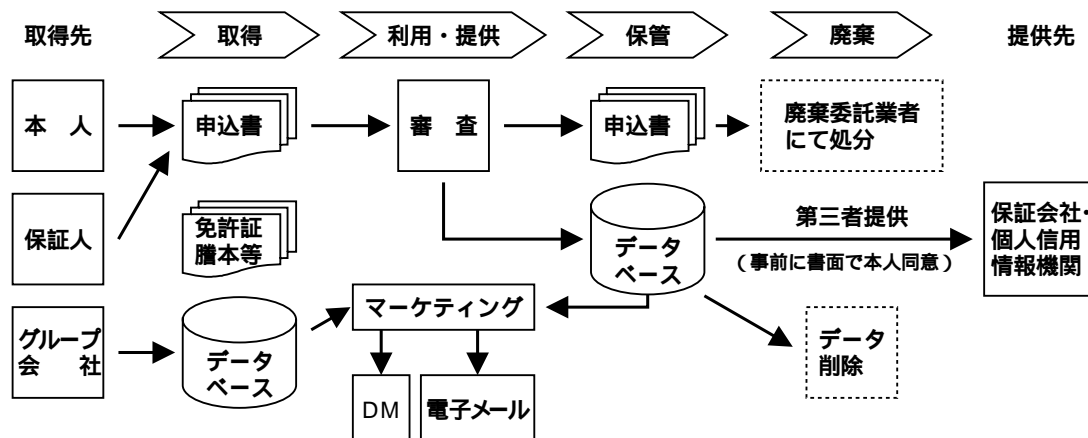 取得先
取得
利用・提供
保管
廃棄
提供先
本 人
申込書
審 査
申込書
廃棄委託業者
にて処分
保証人
免許証
謄本等
データ
ベース
第三者提供
(事前に書面で本人同意)
保証会社・
個人信用
情報機関
グループ
会 社
データ
ベース
マーケティング
データ
削除
DM
電子メール